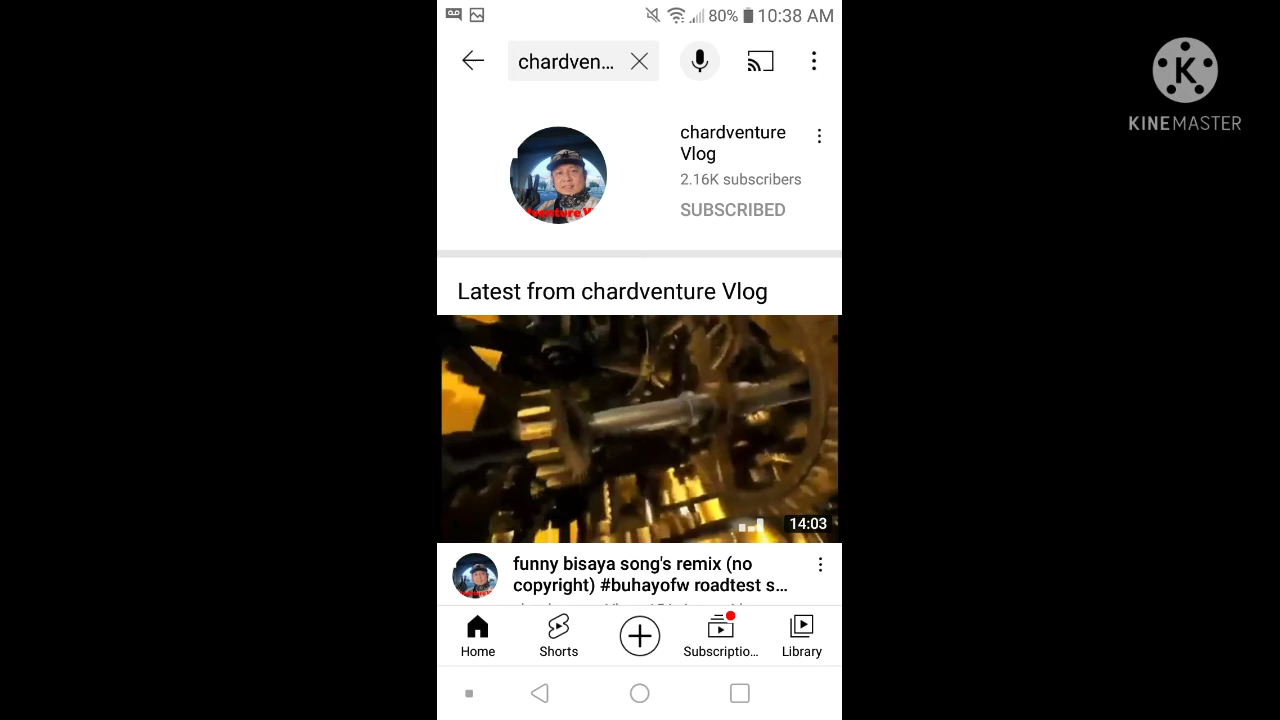 80% 10:38 AM
chardven...
KINEMASTER
chardventure
Vlog
2.16K subscribers
SUBSCRIBED
Latest from chardventure Vlog
14:03
funny bisaya song's remix (no
copyright) #buhayofw roadtest s...
Home Shorts Subscriptio... Library